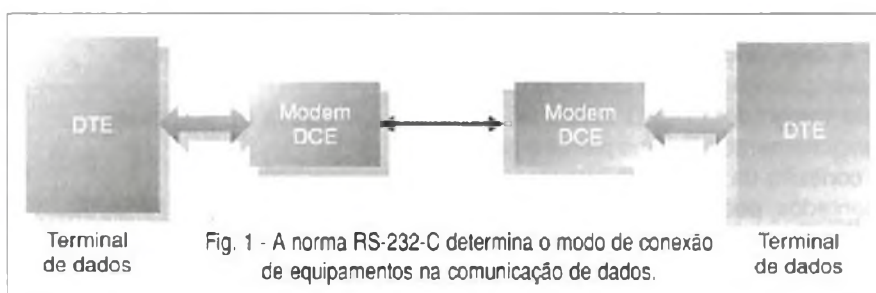 DTE
Modem
DCE
Modem
DCE
DTE
Terminal
de dados
Fig. 1 - A norma RS-232-C determina o modo de conexão
de equipamentos na comunicação de dados.
Terminal
de dados